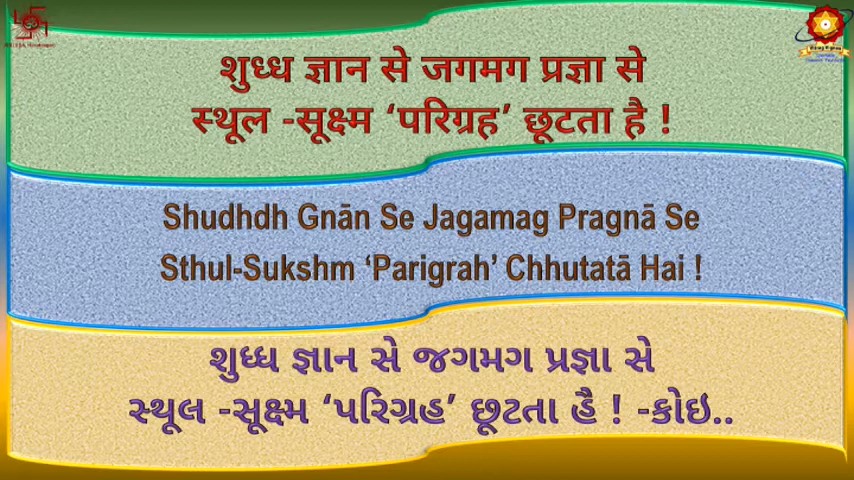 शुध्ध ज्ञान से जगमग प्रज्ञा से
स्थूल -सूक्ष्म ‘परिग्रह’ छूटता है !
Shudhdh Gnān Se Jagamag Pragnā Se
Sthul-Sukshm ‘Parigrah’ Chhutatā Hai !
શુધ્ધ જ્ઞાન સે જગમગ પ્રજ્ઞા સે
સ્થૂલ -સૂક્ષ્મ ‘પરિગ્રહ’ છૂટતા હૈ ! -કોઇ..